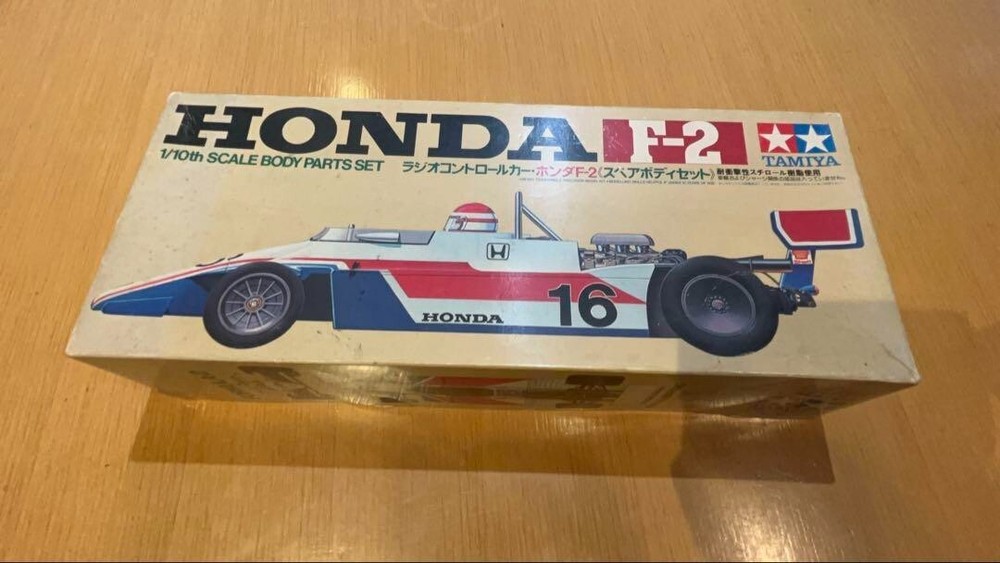 HONDA F-2
TAMIYA
1/10th SCALE BODY PARTS SET
ラジオコントロールカー・ホンダF-2《スペアボディセット》
耐衝撃性スチロール樹脂使用
HONDA
16